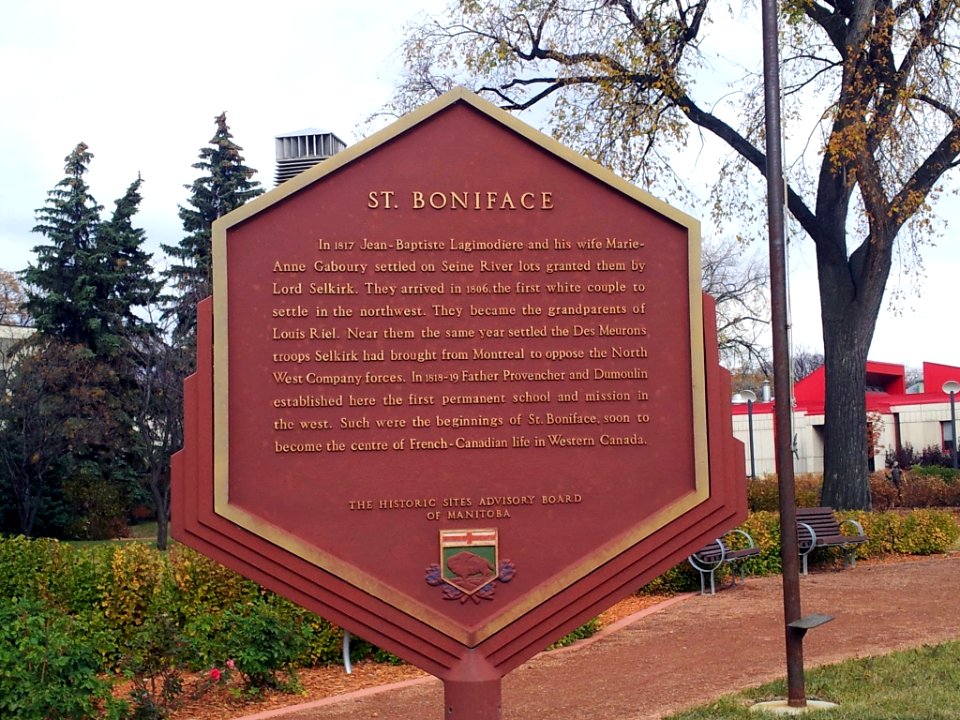 ST. BONIFACE
In 1817 Jean-Baptiste Lagimodiere and his wife Marie-
Anne Gaboury settled on Seine River lots granted them by
Lord Selkirk. They arrived in 1806, the first white couple to
settle in the northwest. They became the grandparents of
Louis Riel. Near them the same year settled the Des Meurons
troops Selkirk had brought from Montreal to oppose the North
West Company forces. In 1818-19 Father Provencher and Dumoulin
established here the first permanent school and mission in
the west. Such were the beginnings of St. Boniface, soon to
become the centre of French-Canadian life in Western Canada.
THE HISTORIC SITES ADVISORY BOARD
OF MANITOBA